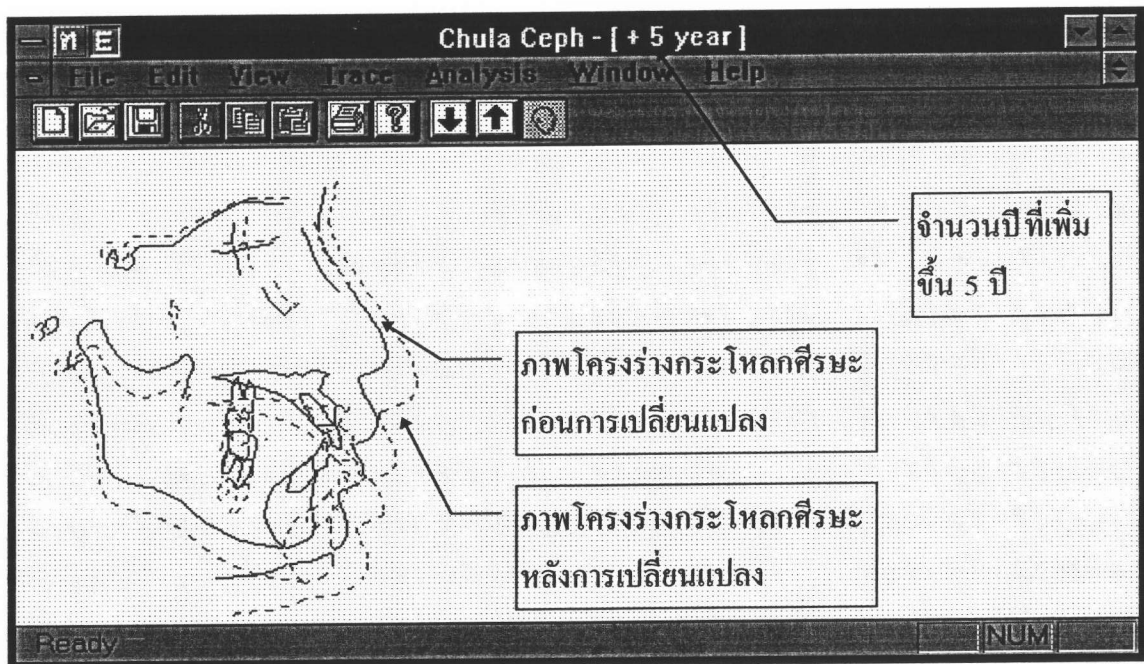 ท E Chula Ceph - [ + 5 year ]
File Edit View Trace Analysis Window Help
จำนวนปี ที่เพิ่ม
ขึ้น 5 ปี
ภาพโครงร่างกระโหลกศีรษะ
ก่อนการเปลี่ยนแปลง
ภาพโครงร่างกระโหลกศีรษะ
หลังการเปลี่ยนแปลง
Ready NUM